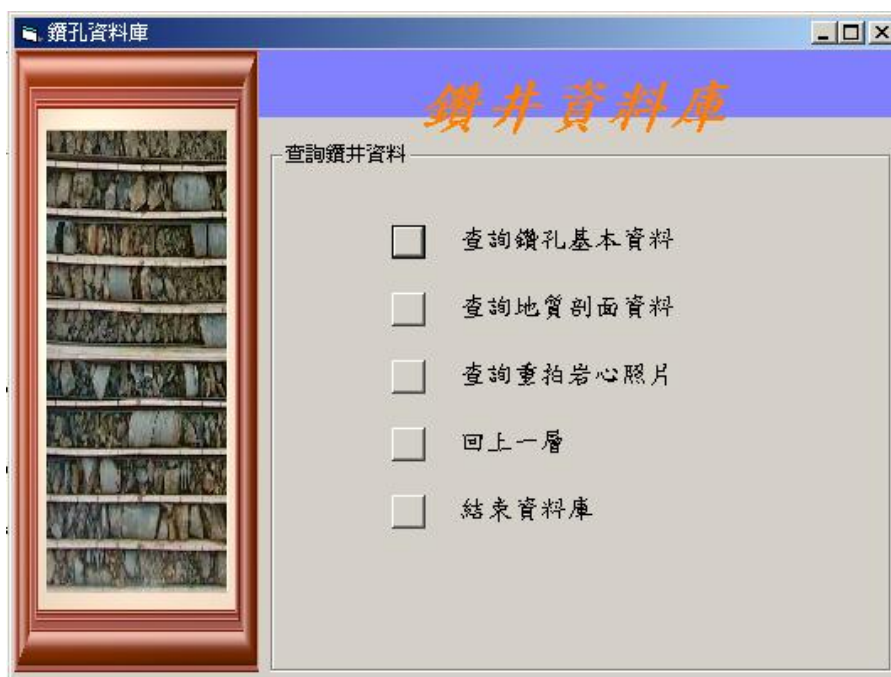 鑽孔資料庫
鑽井資料庫
查詢鑽井資料
查詢鑽孔基本資料
查詢地質剖面資料
查詢重拍岩心照片
回上一層
結束資料庫